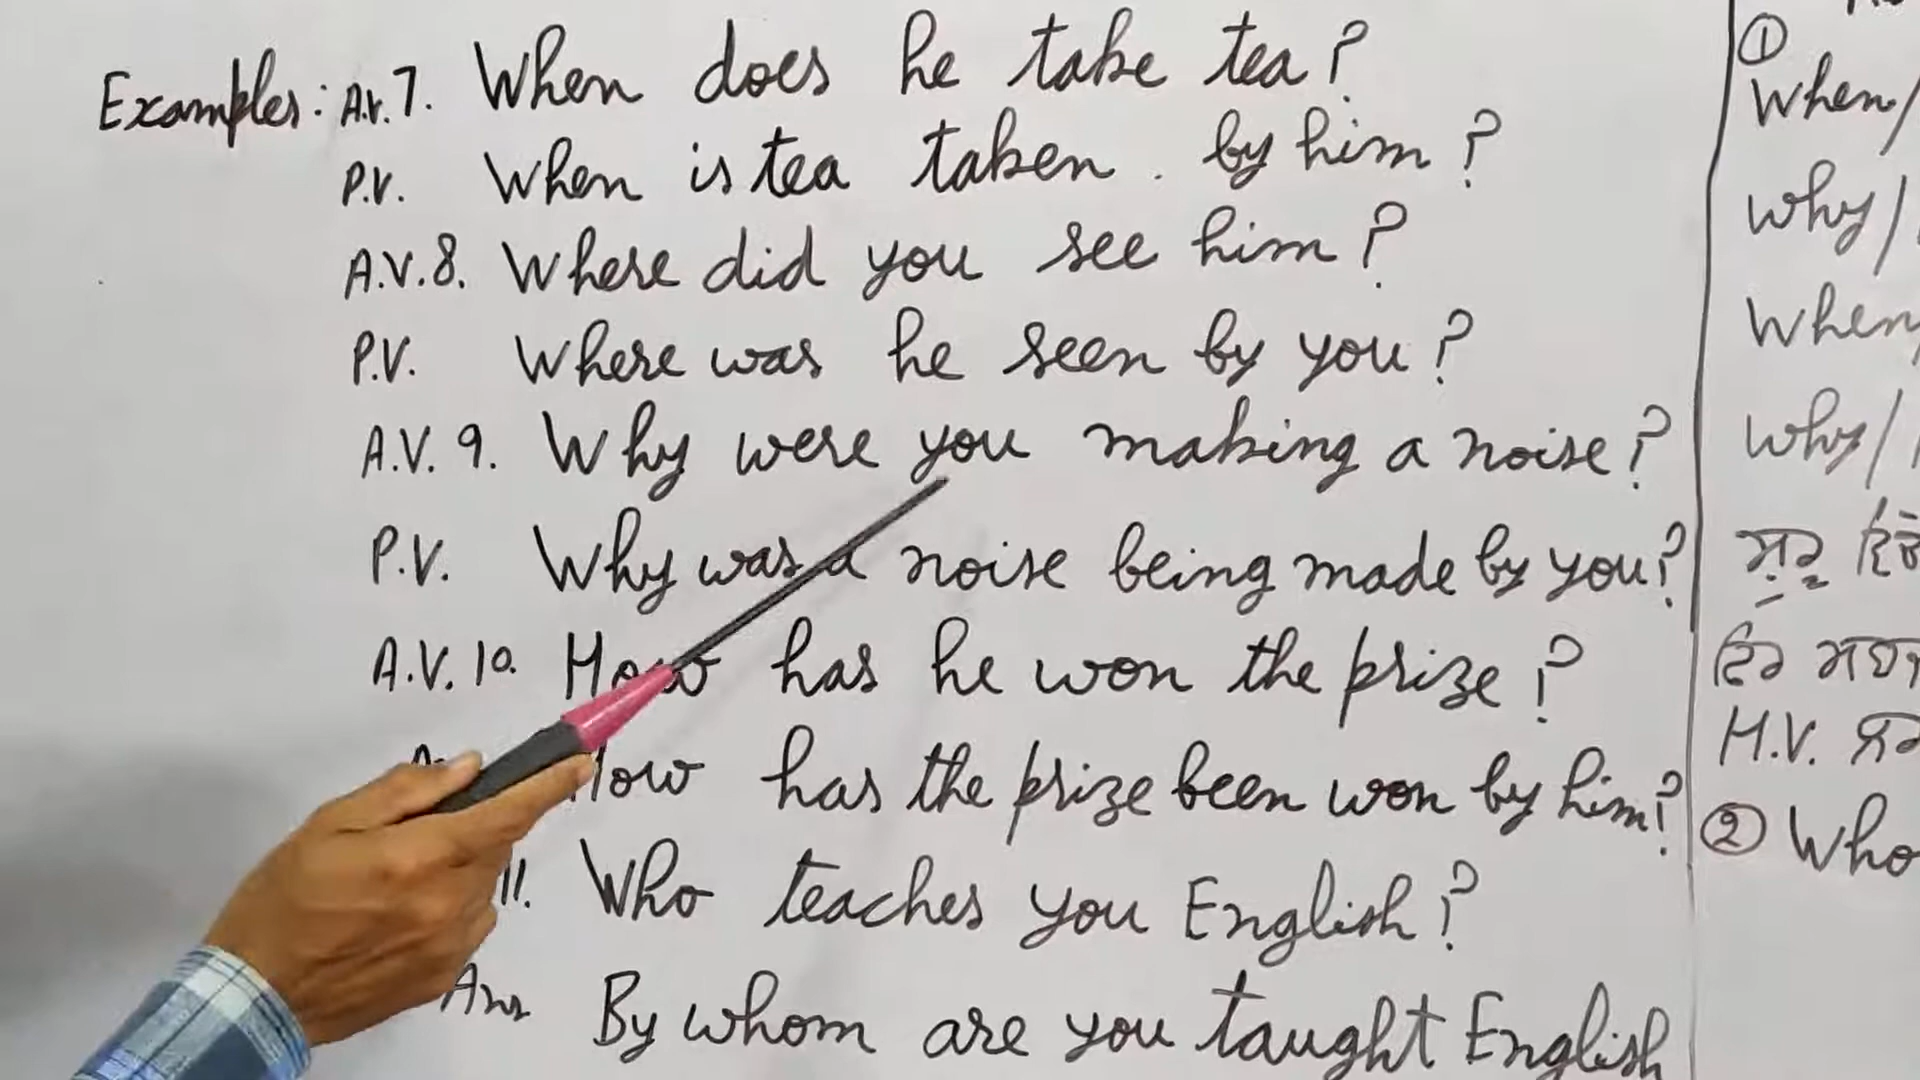 Examples: A.V. 7. When does he take tea?
P.V. When is tea taken . by him?
A.V. 8. Where did you see him?
P.V. Where was he seen by you?
A.V. 9. Why were you making a noise?
P.V. Why was a noise being made by you?
A.V. 10. How has he won the prize?
How has the prize been won by him?
11. Who teaches you English?
Ans By whom are you taught English
①
When/
Why/
When
Why/
H.V.
② Who